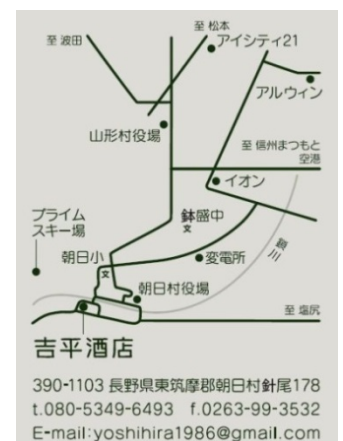 至 松本
至 波田
アイシティ21
アルウィン
山形村役場
至 信州まつもと
空港
イオン
プライム
スキー場
鉢盛中
文
鎖川
朝日小
文
変電所
朝日村役場
至 塩尻
吉平酒店
390-1103 長野県東筑摩郡朝日村針尾178
t.080-5349-6493 f.0263-99-3532
E-mail:yoshihira1986@gmail.com